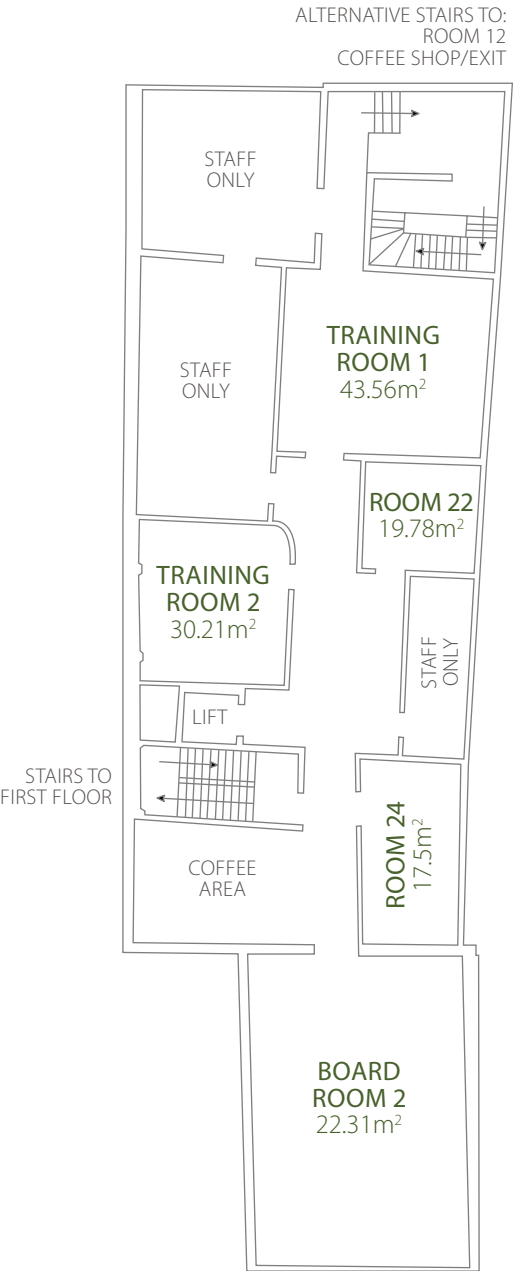 ALTERNATIVE STAIRS TO:
ROOM 12
COFFEE SHOP/EXIT
STAFF
ONLY
TRAINING
ROOM 1
43.56m²
STAFF
ONLY
ROOM 22
19.78m²
TRAINING
ROOM 2
30.21m²
STAFF
ONLY
LIFT
STAIRS TO
FIRST FLOOR
ROOM 24
17.5m²
COFFEE
AREA
BOARD
ROOM 2
22.31m²